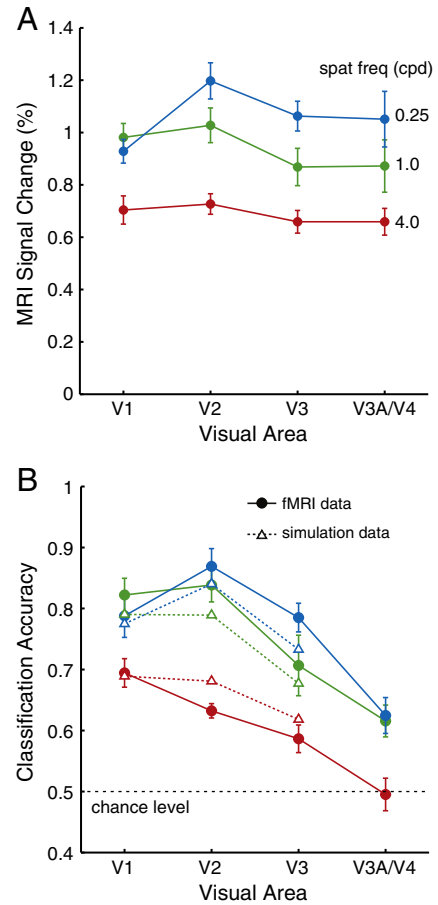 A
1.4
1.2
1
0.8
0.6
0.4
0.2
0
MRI Signal Change (%)
spat freq (cpd)
0.25
1.0
4.0
V1 V2 V3 V3A/V4
Visual Area
B
1
0.9
0.8
0.7
0.6
0.5
0.4
Classification Accuracy
fMRI data
simulation data
chance level
V1 V2 V3 V3A/V4
Visual Area